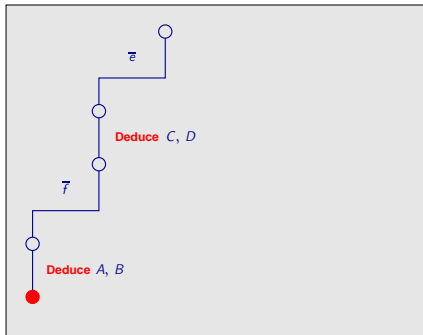 e̅
Deduce C, D
f̅
Deduce A, B